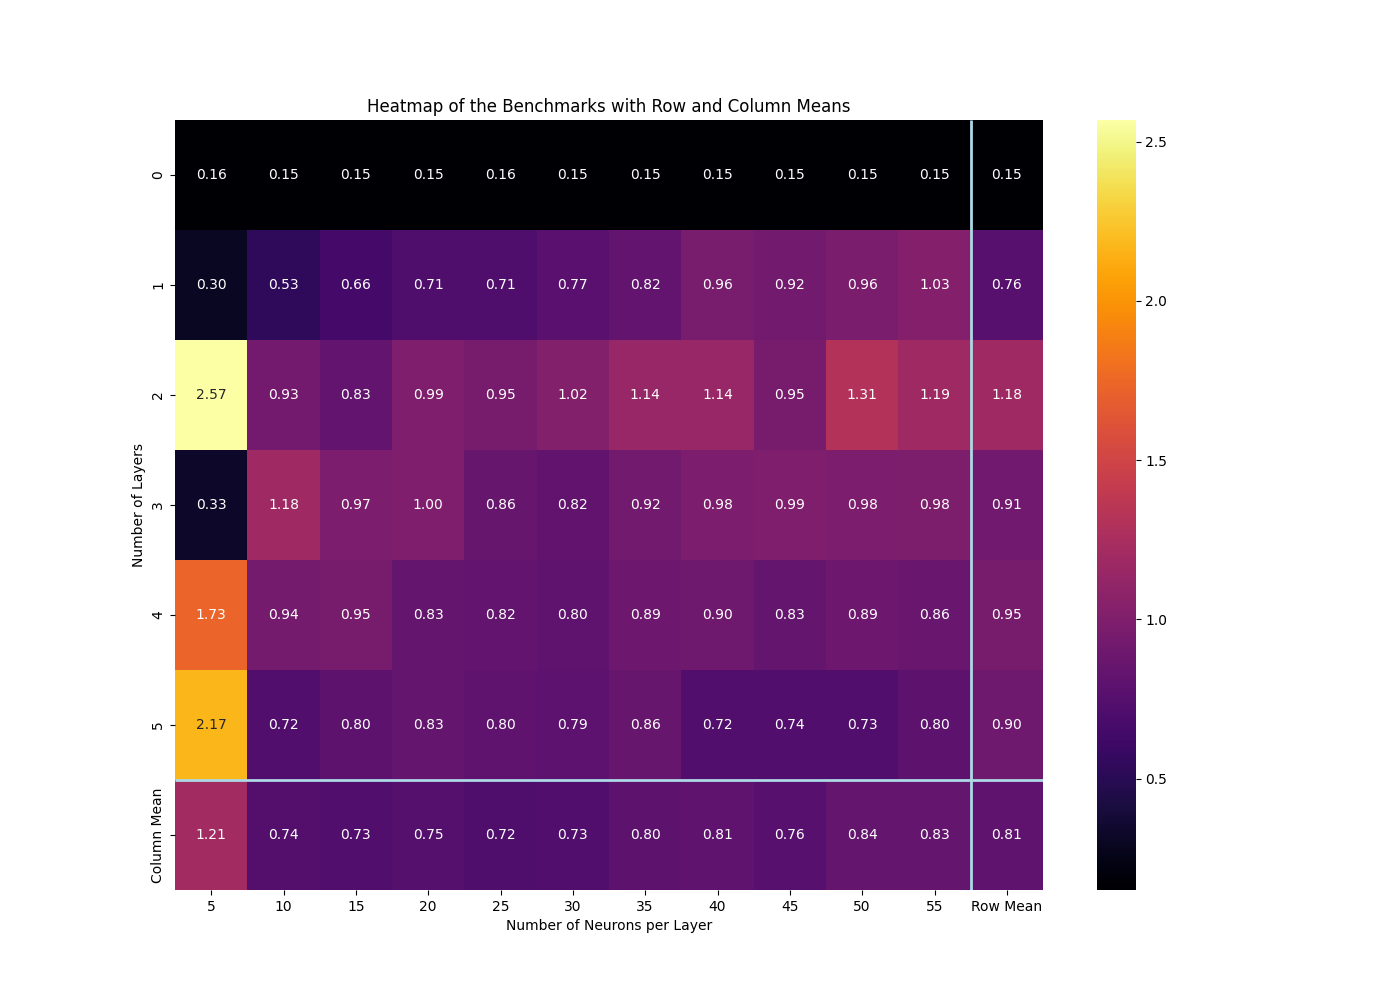 Heatmap of the Benchmarks with Row and Column Means
0 0.16 0.15 0.15 0.15 0.16 0.15 0.15 0.15 0.15 0.15 0.15 0.15
1 0.30 0.53 0.66 0.71 0.71 0.77 0.82 0.96 0.92 0.96 1.03 0.76
2 2.57 0.93 0.83 0.99 0.95 1.02 1.14 1.14 0.95 1.31 1.19 1.18
3 0.33 1.18 0.97 1.00 0.86 0.82 0.92 0.98 0.99 0.98 0.98 0.91
4 1.73 0.94 0.95 0.83 0.82 0.80 0.89 0.90 0.83 0.89 0.86 0.95
5 2.17 0.72 0.80 0.83 0.80 0.79 0.86 0.72 0.74 0.73 0.80 0.90
Column Mean 1.21 0.74 0.73 0.75 0.72 0.73 0.80 0.81 0.76 0.84 0.83 0.81
5 10 15 20 25 30 35 40 45 50 55 Row Mean
Number of Neurons per Layer
Number of Layers
2.5
2.0
1.5
1.0
0.5